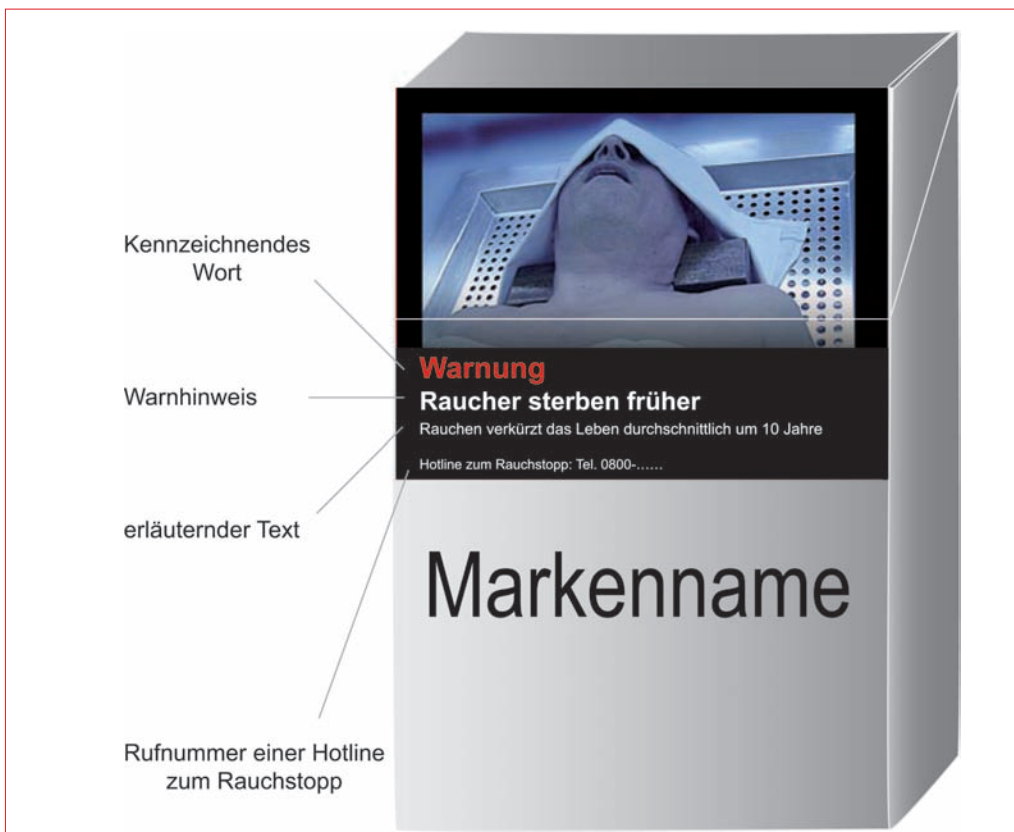 Kennzeichnendes
Wort
Warnhinweis
erläuternder Text
Rufnummer einer Hotline
zum Rauchstopp
Warnung
Raucher sterben früher
Rauchen verkürzt das Leben durchschnittlich um 10 Jahre
Hotline zum Rauchstopp: Tel. 0800-......
Markenname